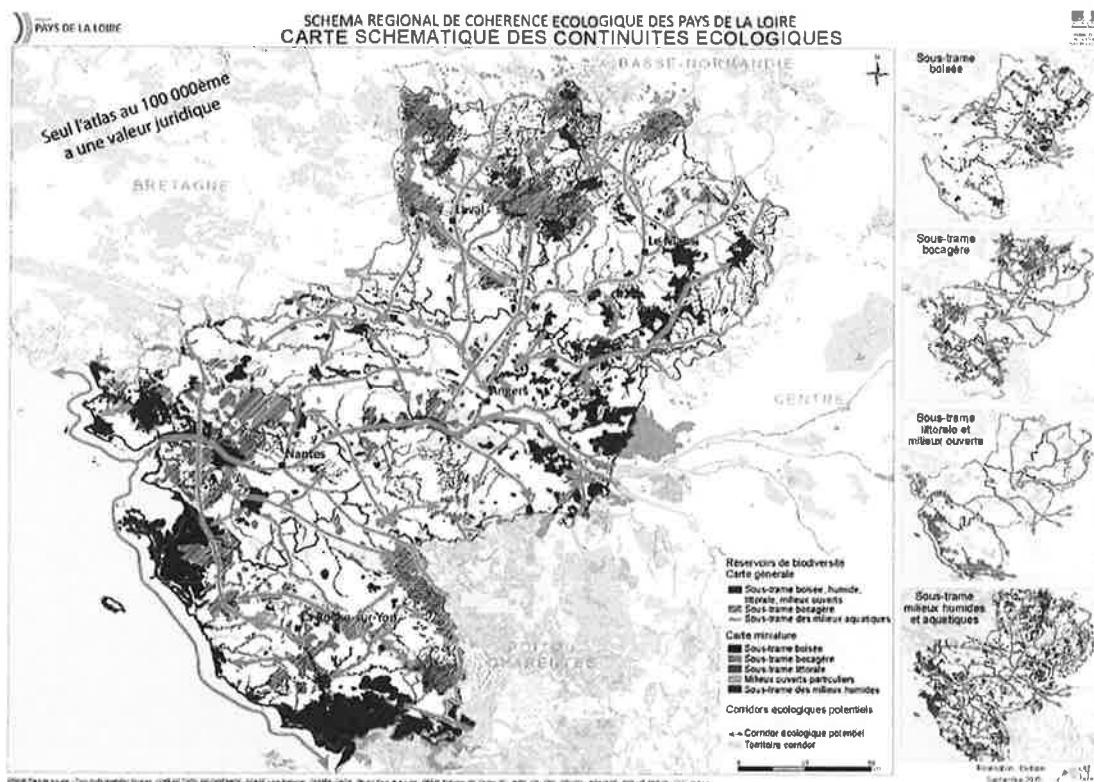 PAYS DE LA LOIRE
SCHEMA REGIONAL DE COHERENCE ECOLOGIQUE DES PAYS DE LA LOIRE
CARTE SCHEMATIQUE DES CONTINUITES ECOLOGIQUES
Seul l'atlas au 100 000ème
a une valeur juridique
BASSE-NORMANDIE
N
BRETAGNE
Laval
Le Mans
Angers
CENTRE
Nantes
La Roche-sur-Yon
POITOU
CHARENTES
Réservoirs de biodiversité
Carte générale
Sous-trame boisée, humide,
littorale, milieux ouverts
Sous-trame bocagère
Sous-trame des milieux aquatiques
Carte miniature
Sous-trame boisée
Sous-trame bocagère
Sous-trame littorale
Milieux ouverts particuliers
Sous-trame des milieux humides
Corridors écologiques potentiels
Corridor écologique potentiel
Territoire corridor
Sous-trame
boisée
Sous-trame
bocagère
Sous-trame
littorale et
milieux ouverts
Sous-trame
milieux humides
et aquatiques